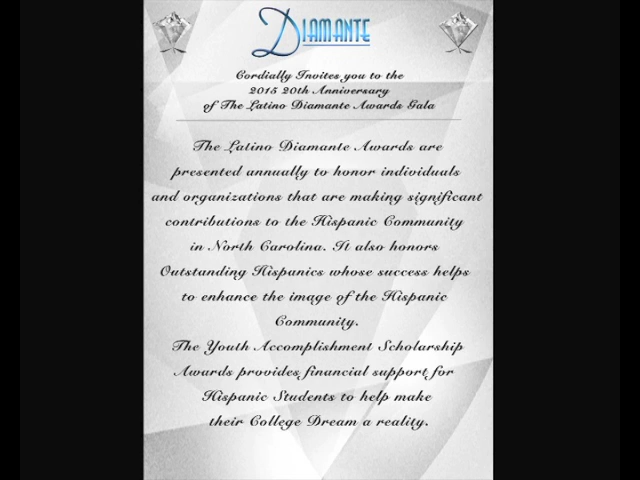 DIAMANTE
Cordially Invites you to the
2015 20th Anniversary
of The Latino Diamante Awards Gala
The Latino Diamante Awards are
presented annually to honor individuals
and organizations that are making significant
contributions to the Hispanic Community
in North Carolina. It also honors
Outstanding Hispanics whose success helps
to enhance the image of the Hispanic
Community.
The Youth Accomplishment Scholarship
Awards provides financial support for
Hispanic Students to help make
their College Dream a reality.